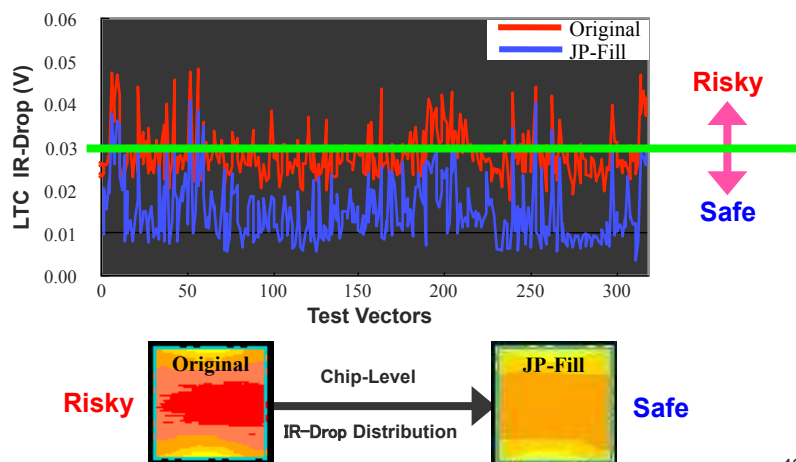 0.06
0.05
0.04
0.03
0.02
0.01
0.00
LTC IR-Drop (V)
Original
JP-Fill
Risky
Safe
0 50 100 150 200 250 300
Test Vectors
Original
JP-Fill
Risky
Chip-Level
IR-Drop Distribution
Safe